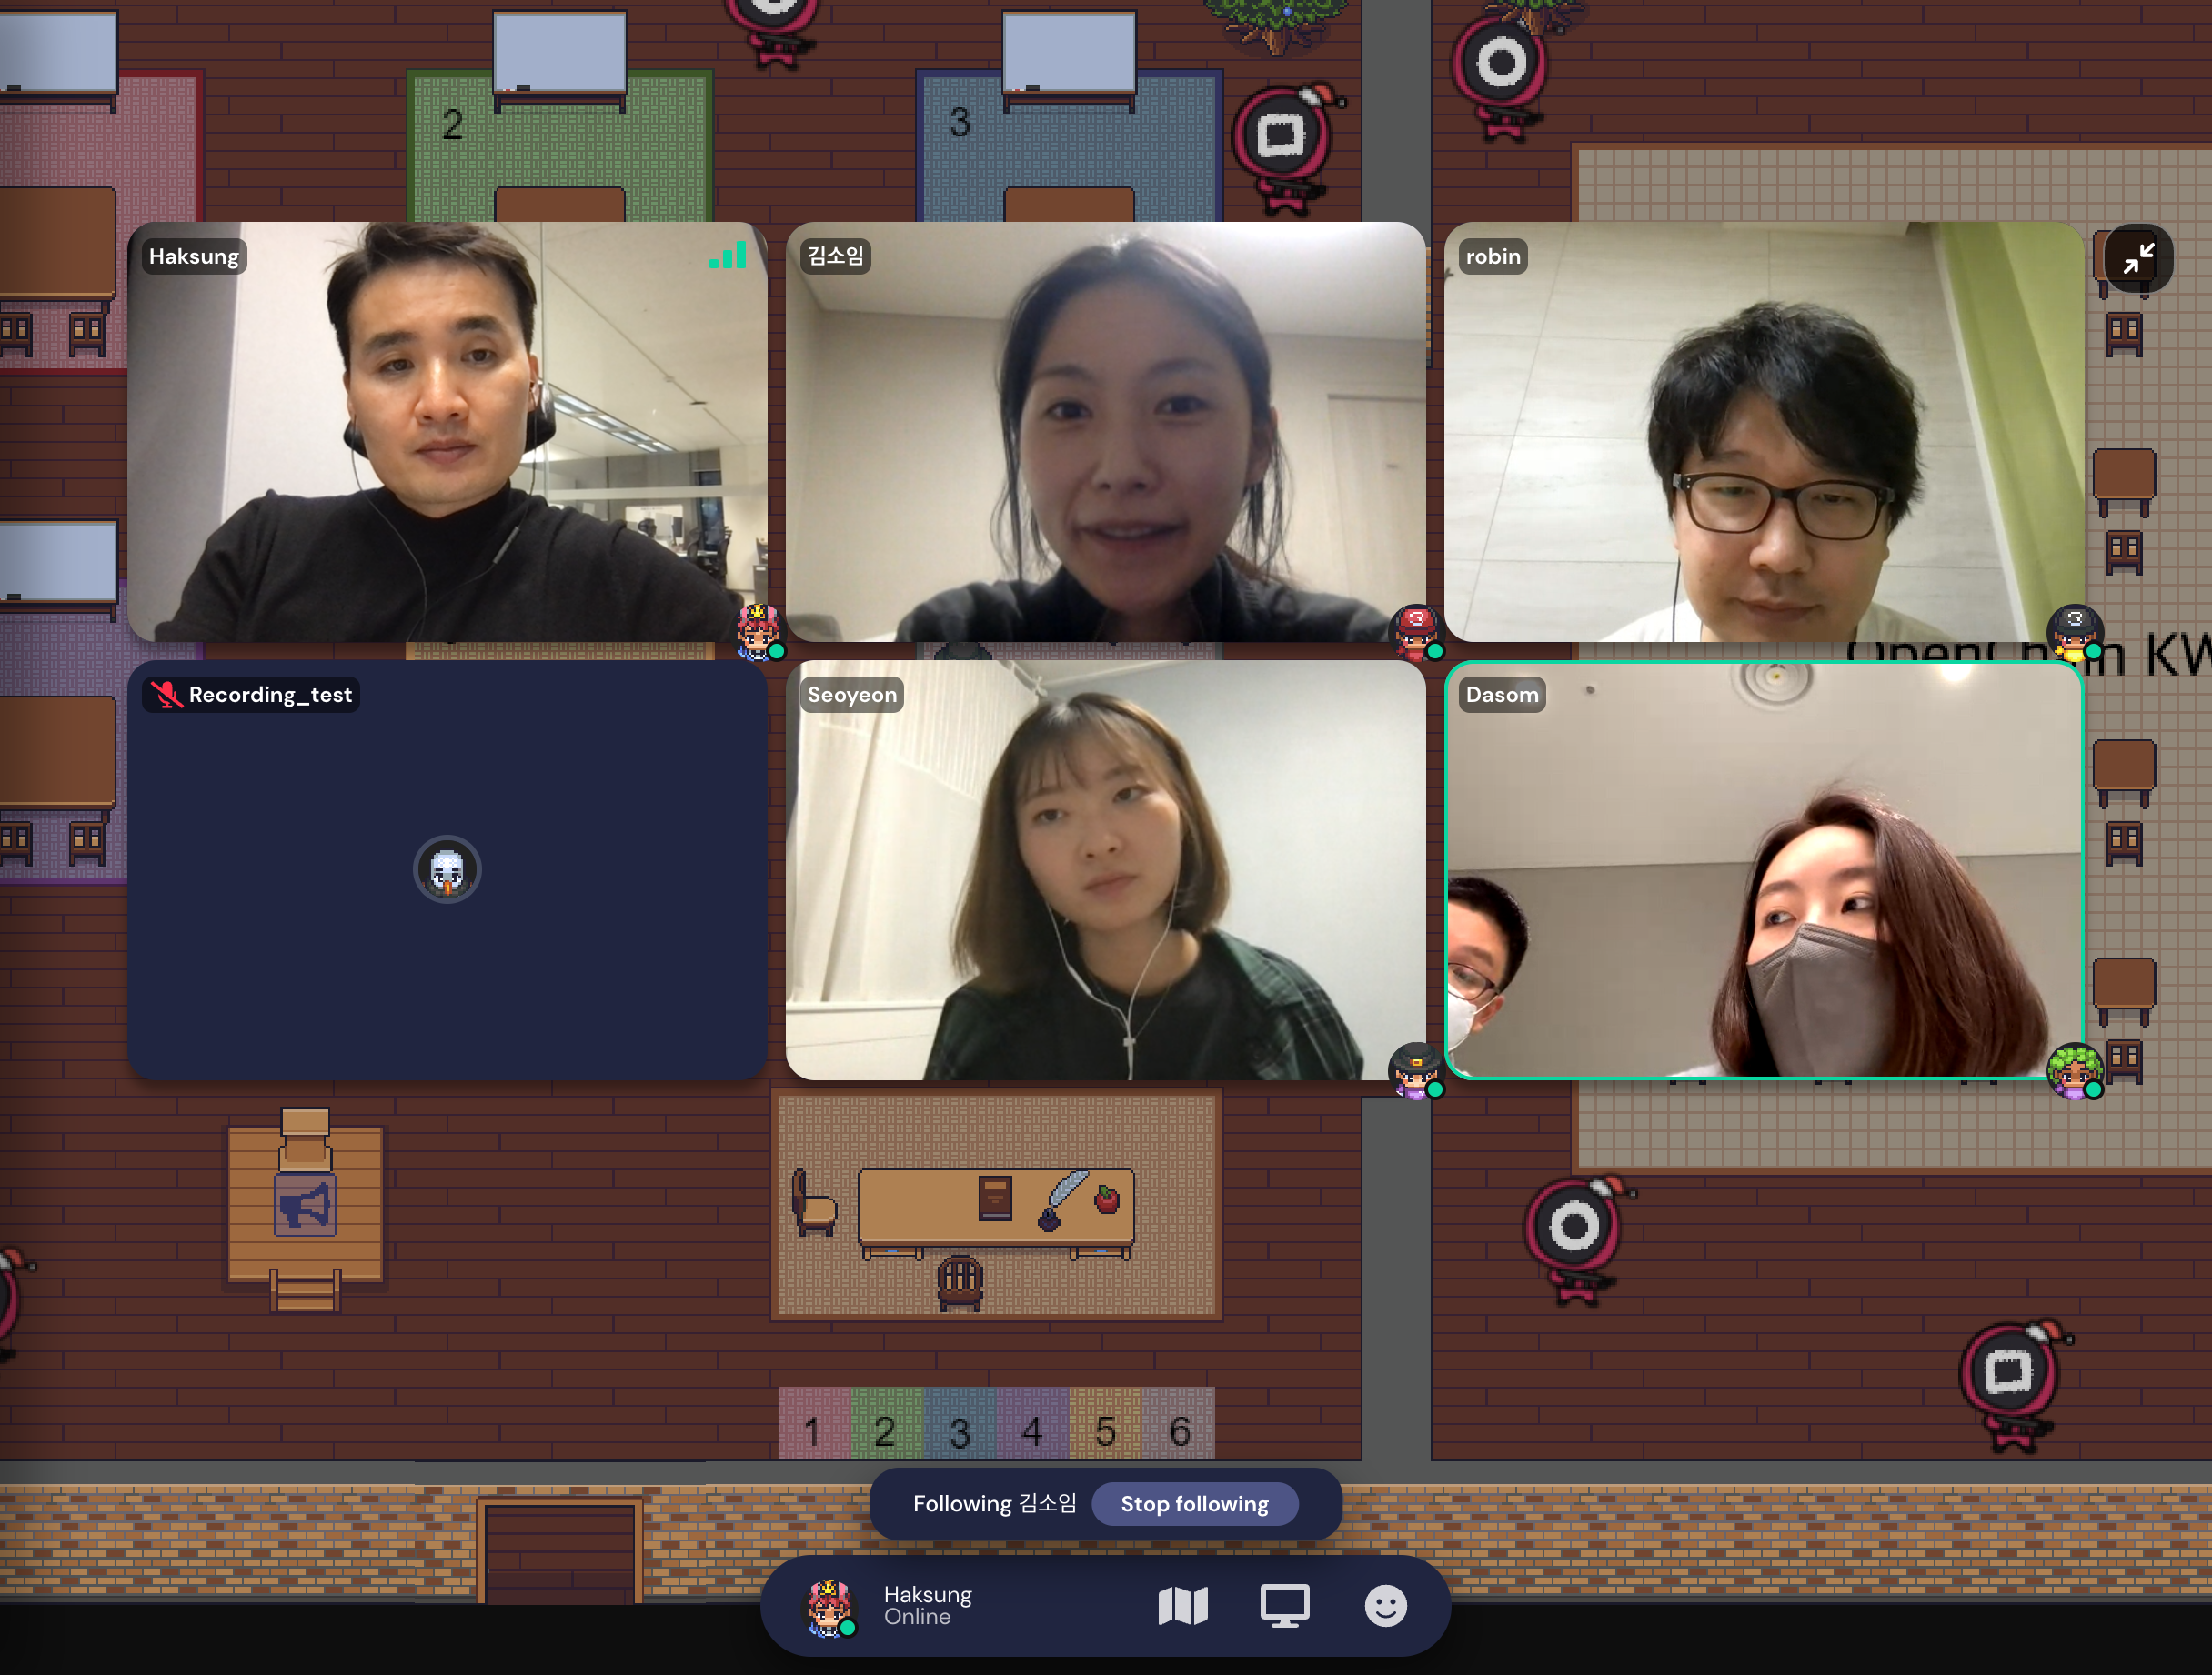 2
3
Haksung
김소임
robin
OpenChain KW
Recording_test
Seoyeon
Dasom
1 2 3 4 5 6
Following 김소임
Stop following
Haksung
Online